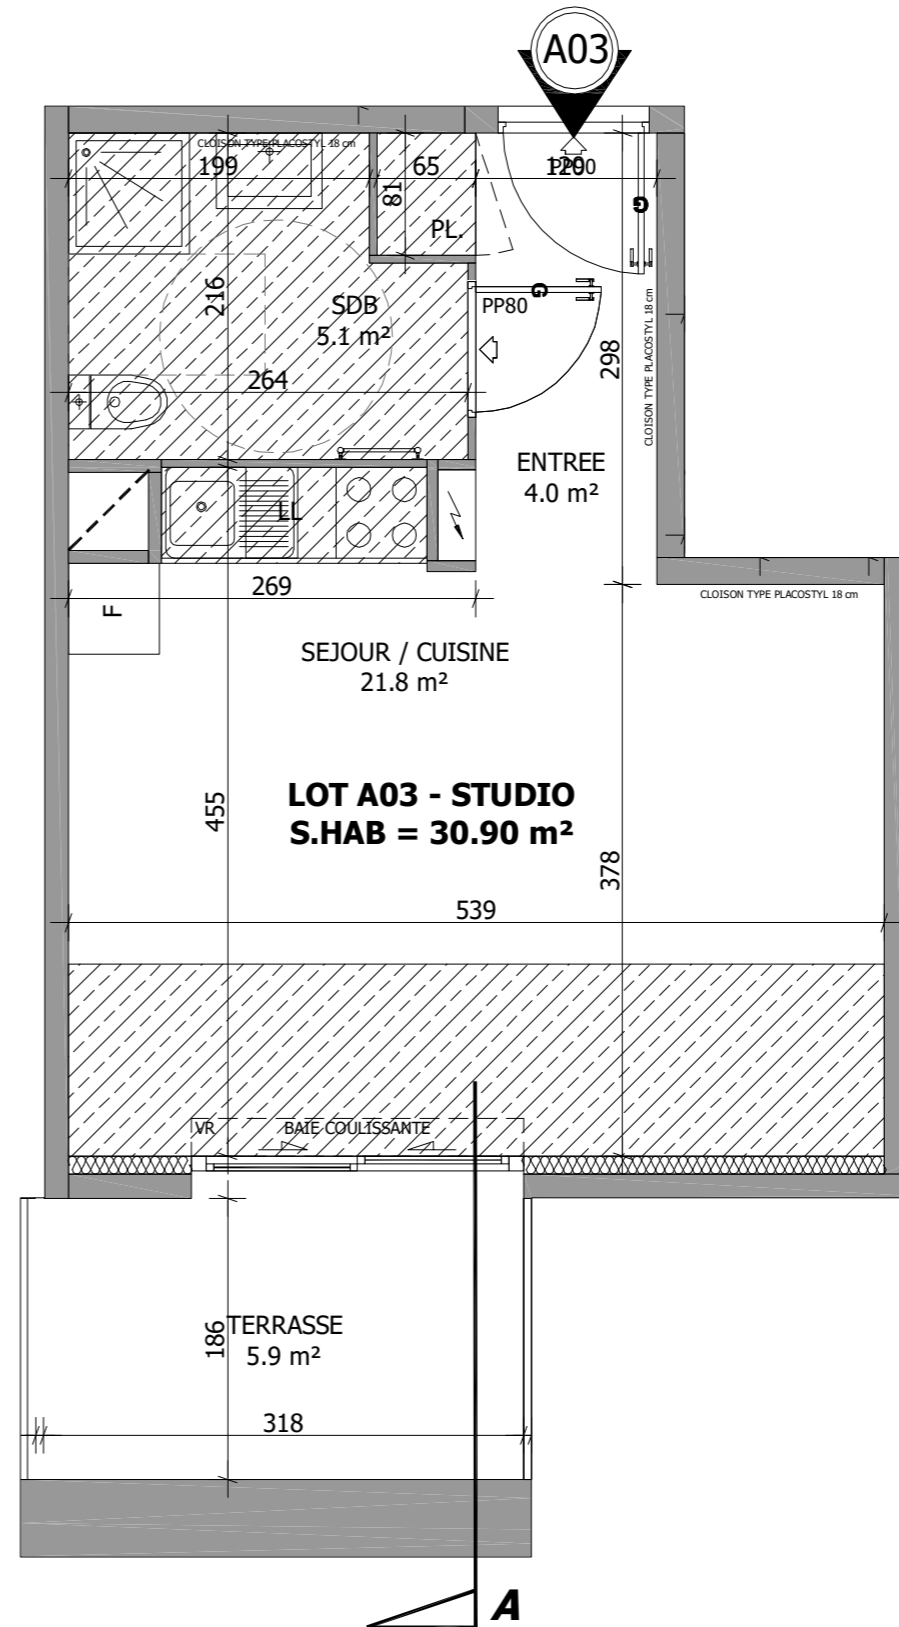 A03
CLOISON TYPE PLACOSTYL 18 cm
199
65
120
PP90
81
PL.
G
216
SDB
5.1 m²
G
PP80
CLOISON TYPE PLACOSTYL 18 cm
298
264
ENTREE
4.0 m²
LL
269
F
CLOISON TYPE PLACOSTYL 18 cm
SEJOUR / CUISINE
21.8 m²
LOT A03 - STUDIO
S.HAB = 30.90 m²
455
378
539
VR
BAIE COULISSANTE
TERRASSE
5.9 m²
186
318
A